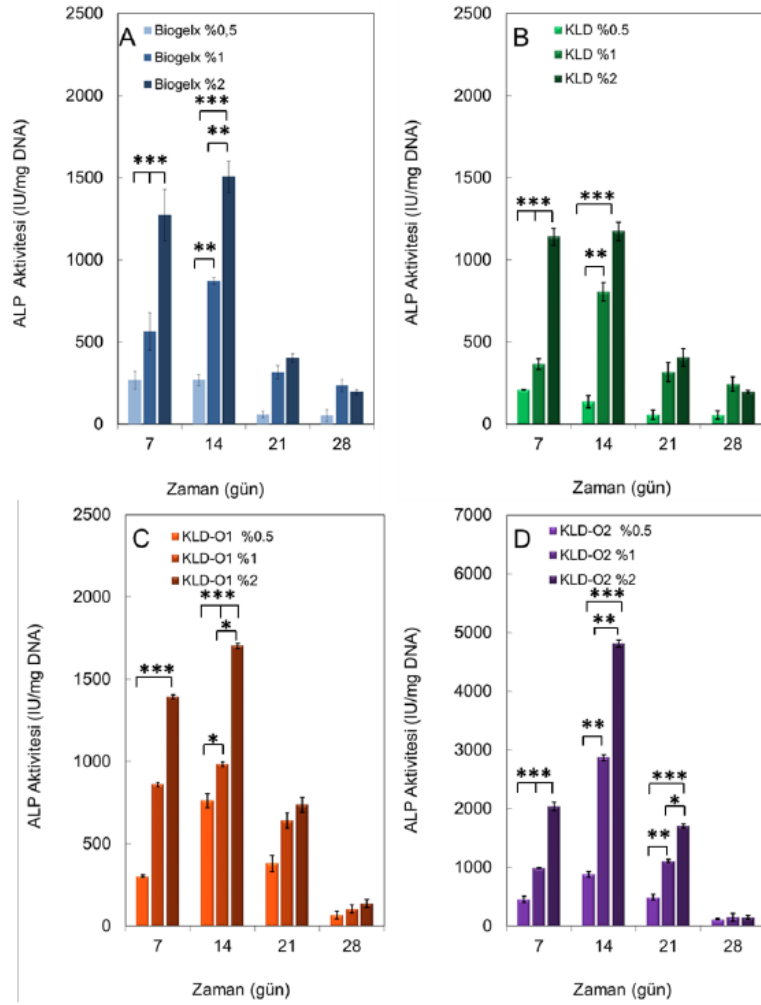 A
Biogelx %0,5
Biogelx %1
Biogelx %2
2500
2000
1500
1000
500
0
ALP Aktivitesi (IU/mg DNA)
***
***
**
**
7 14 21 28
Zaman (gün)
B
KLD %0.5
KLD %1
KLD %2
2500
2000
1500
1000
500
0
ALP Aktivitesi (IU/mg DNA)
***
***
**
7 14 21 28
Zaman (gün)
C
KLD-O1 %0.5
KLD-O1 %1
KLD-O1 %2
2500
2000
1500
1000
500
0
ALP Aktivitesi (IU/mg DNA)
***
***
*
*
7 14 21 28
Zaman (gün)
D
KLD-O2 %0.5
KLD-O2 %1
KLD-O2 %2
7000
6000
5000
4000
3000
2000
1000
0
ALP Aktivitesi (IU/mg DNA)
***
***
**
**
***
*
**
7 14 21 28
Zaman (gün)